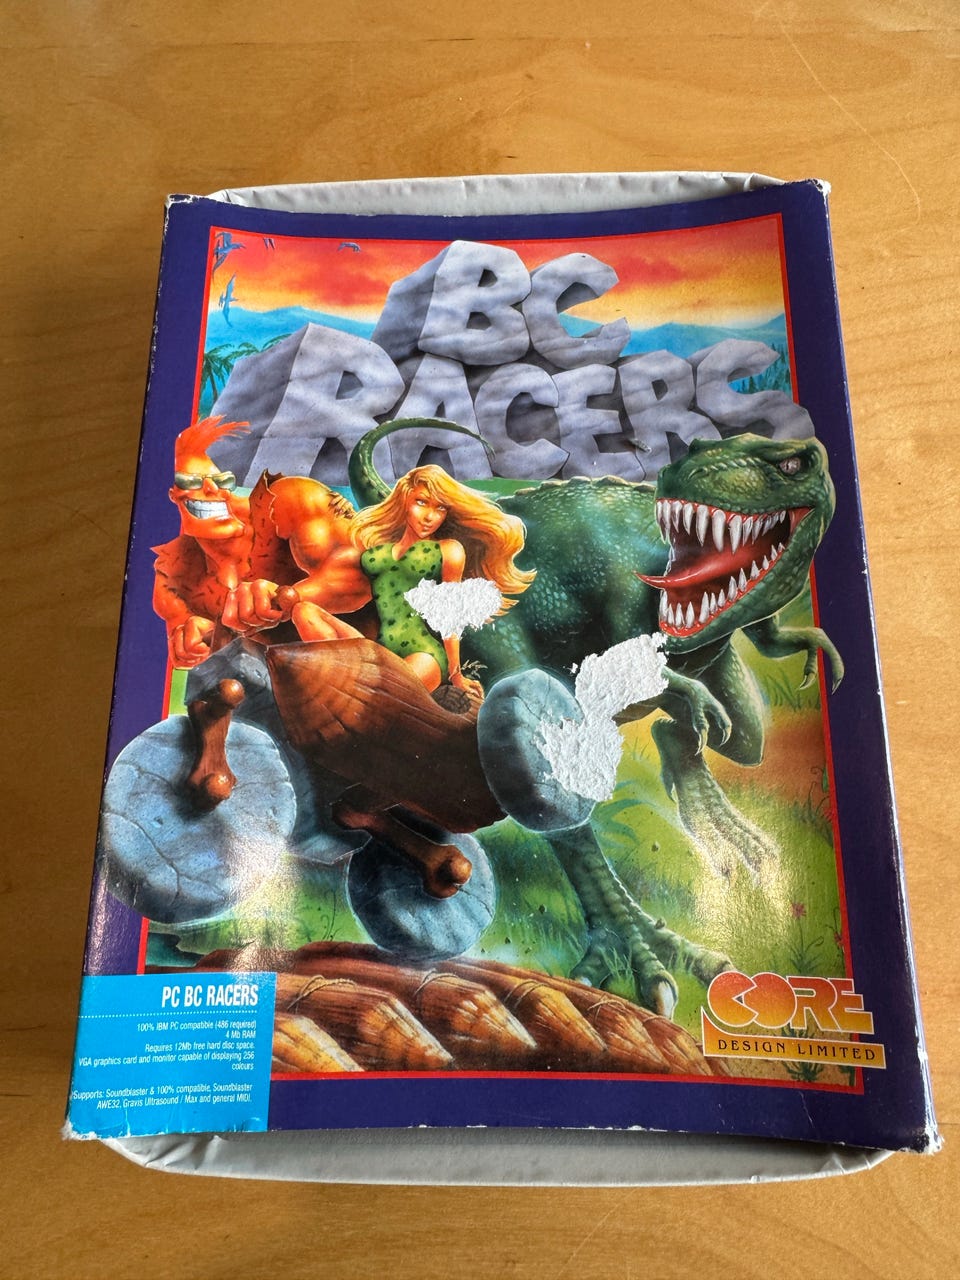 BC
RACERS
PC BC RACERS
100% IBM PC compatible (486 required)
4 Mb RAM
Requires 12Mb free hard disc space.
VGA graphics card and monitor capable of displaying 256
colours
Supports: Soundblaster & 100% compatible, Soundblaster
AWE32, Gravis Ultrasound / Max and general MIDI.
CORE
DESIGN LIMITED